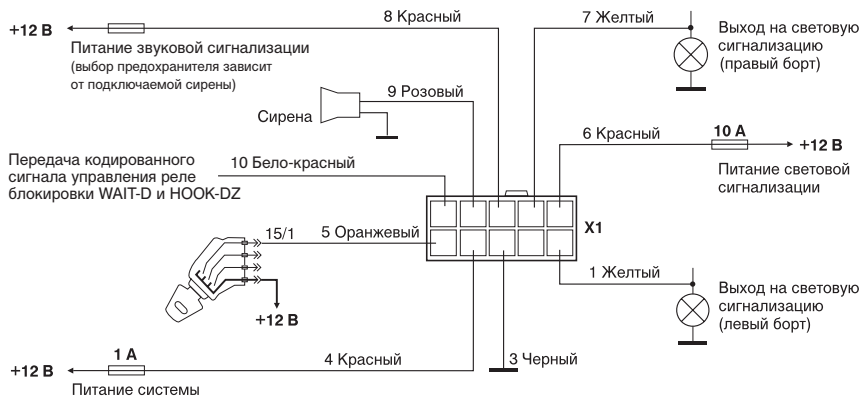 8 Красный
7 Желтый
+12 В
Питание звуковой сигнализации
(выбор предохранителя зависит
от подключаемой сирены)
Выход на световую
сигнализацию
(правый борт)
9 Розовый
Сирена
6 Красный
10 А
+12 В
Питание световой
сигнализации
Передача кодированного
сигнала управления реле
блокировки WAIT-D и HOOK-DZ
10 Бело-красный
X1
15/1
5 Оранжевый
+12 В
1 Желтый
Выход на световую
сигнализацию
(левый борт)
+12 В
1 А
4 Красный
3 Черный
Питание системы